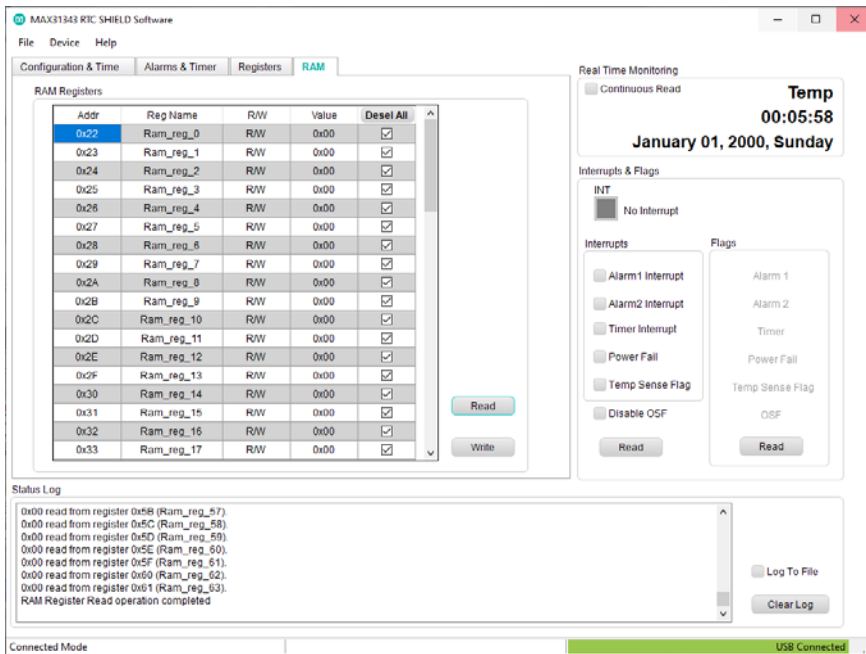 MAX31343 RTC SHIELD Software
File Device Help
Configuration & Time Alarms & Timer Registers RAM
RAM Registers
Addr Reg Name R/W Value Desel All
0x22 Ram_reg_0 R/W 0x00
0x23 Ram_reg_1 R/W 0x00
0x24 Ram_reg_2 R/W 0x00
0x25 Ram_reg_3 R/W 0x00
0x26 Ram_reg_4 R/W 0x00
0x27 Ram_reg_5 R/W 0x00
0x28 Ram_reg_6 R/W 0x00
0x29 Ram_reg_7 R/W 0x00
0x2A Ram_reg_8 R/W 0x00
0x2B Ram_reg_9 R/W 0x00
0x2C Ram_reg_10 R/W 0x00
0x2D Ram_reg_11 R/W 0x00
0x2E Ram_reg_12 R/W 0x00
0x2F Ram_reg_13 R/W 0x00
0x30 Ram_reg_14 R/W 0x00
0x31 Ram_reg_15 R/W 0x00
0x32 Ram_reg_16 R/W 0x00
0x33 Ram_reg_17 R/W 0x00
Read
Write
Real Time Monitoring
Continuous Read
Temp
00:05:58
January 01, 2000, Sunday
Interrupts & Flags
INT
No Interrupt
Interrupts
Alarm1 Interrupt
Alarm2 Interrupt
Timer Interrupt
Power Fail
Temp Sense Flag
Disable OSF
Read
Flags
Alarm 1
Alarm 2
Timer
Power Fail
Temp Sense Flag
OSF
Read
Status Log
0x00 read from register 0x5B (Ram_reg_57).
0x00 read from register 0x5C (Ram_reg_58).
0x00 read from register 0x5D (Ram_reg_59).
0x00 read from register 0x5E (Ram_reg_60).
0x00 read from register 0x5F (Ram_reg_61).
0x00 read from register 0x60 (Ram_reg_62).
0x00 read from register 0x61 (Ram_reg_63).
RAM Register Read operation completed
Log To File
Clear Log
Connected Mode
USB Connected